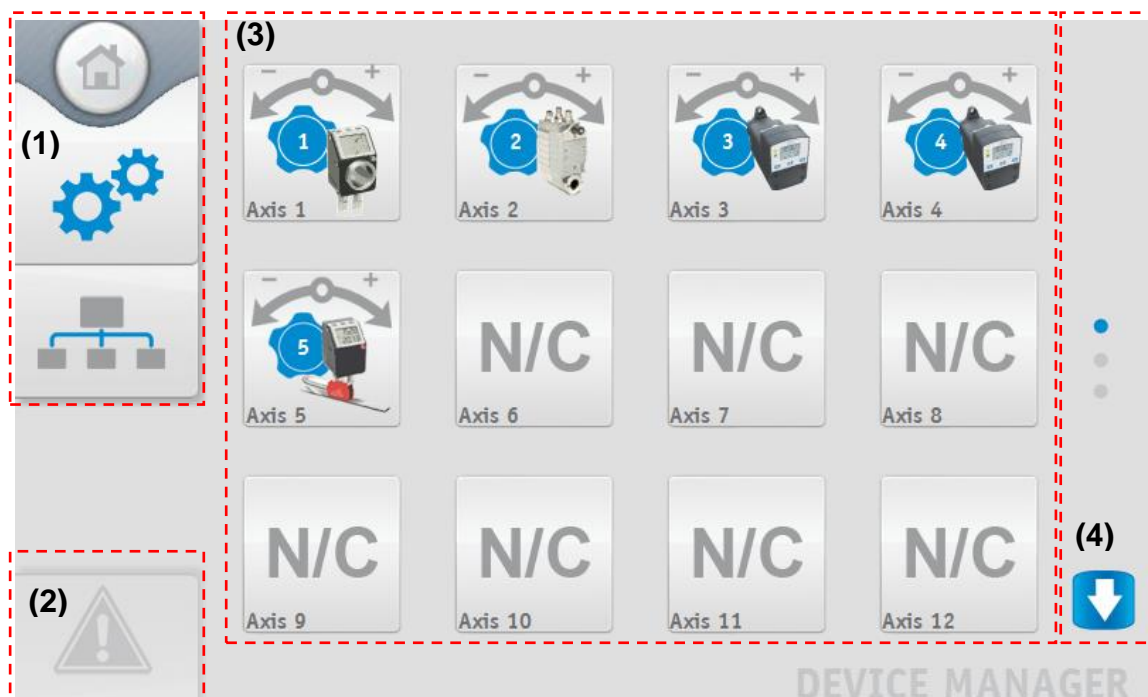 (3)
(1)
- +
1
Axis 1
- +
2
Axis 2
- +
3
Axis 3
- +
4
Axis 4
- +
5
Axis 5
N/C
Axis 6
N/C
Axis 7
N/C
Axis 8
N/C
Axis 9
N/C
Axis 10
N/C
Axis 11
N/C
Axis 12
(4)
(2)
DEVICE MANAGER